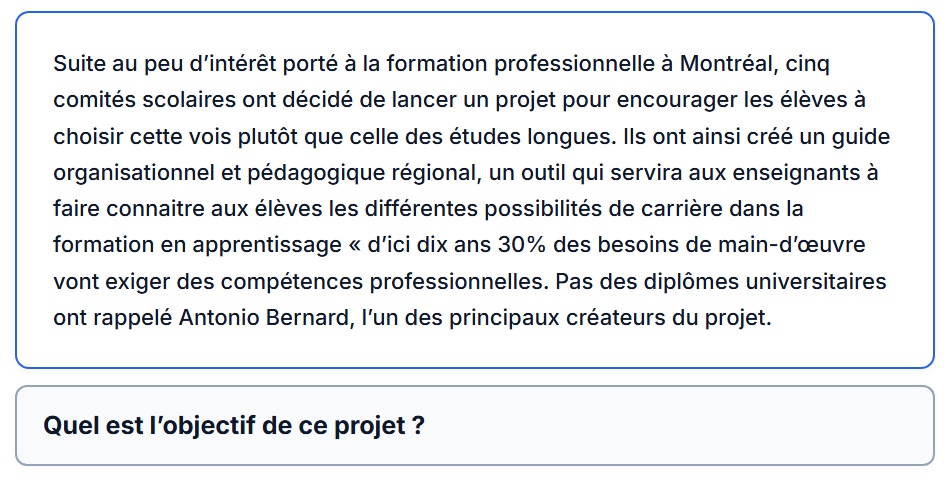 Suite au peu d’intérêt porté à la formation professionnelle à Montréal, cinq
comités scolaires ont décidé de lancer un projet pour encourager les élèves à
choisir cette vois plutôt que celle des études longues. Ils ont ainsi créé un guide
organisationnel et pédagogique régional, un outil qui servira aux enseignants à
faire connaitre aux élèves les différentes possibilités de carrière dans la
formation en apprentissage « d’ici dix ans 30% des besoins de main-d’œuvre
vont exiger des compétences professionnelles. Pas des diplômes universitaires
ont rappelé Antonio Bernard, l’un des principaux créateurs du projet.
Quel est l’objectif de ce projet ?